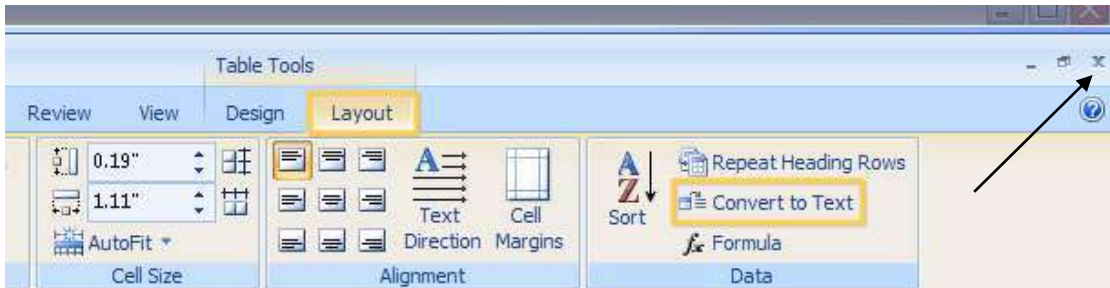 Table Tools
Review View Design Layout
0.19"
1.11"
AutoFit
Cell Size
Text Direction
Cell Margins
Alignment
A
Z
Sort
Repeat Heading Rows
Convert to Text
fx Formula
Data